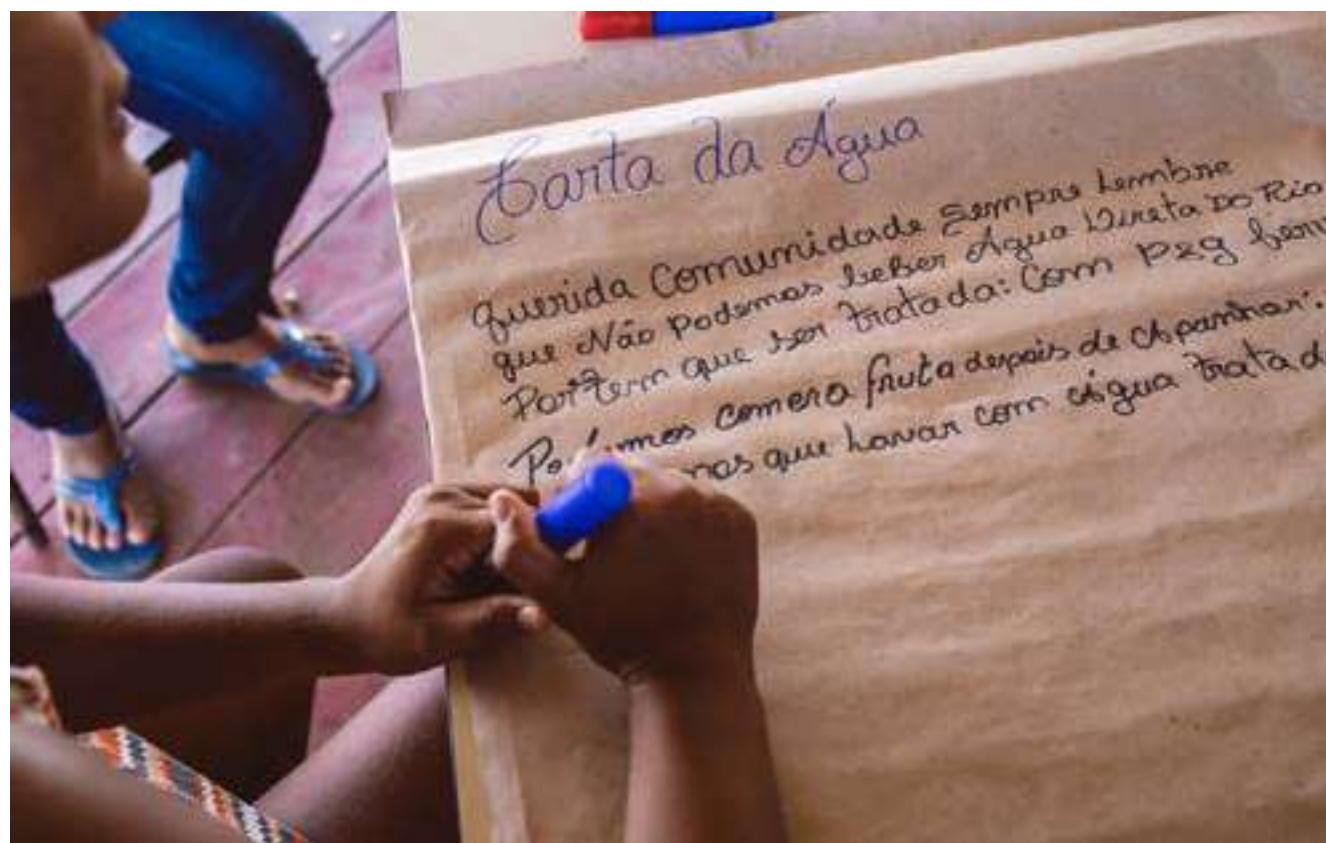 Carta da Água
querida Comunidade Sempre Lembre
que Não Podemos beber Água Direta Do Rio
Por tem que ser tratada: Com P&g
Podemos comer a fruta depois de Apanhar:
que Lavar com água